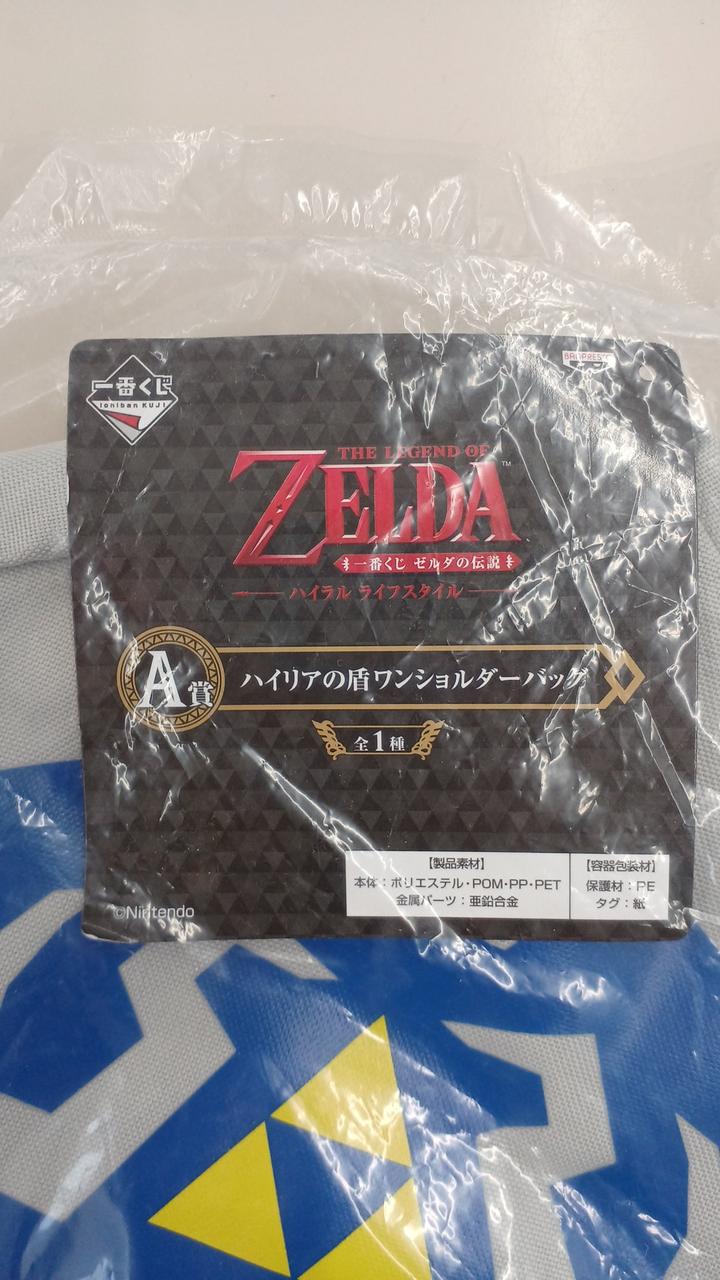 一番くじ
Ichiban KUJI
BANPRESTO
THE LEGEND OF
ZELDA™
一番くじ ゼルダの伝説
ハイラル ライフスタイル
A賞
ハイリアの盾ワンショルダーバッグ
全1種
【製品素材】
本体：ポリエステル・POM・PP・PET
金属パーツ：亜鉛合金
【容器包装材】
保護材：PE
タグ：紙
©Nintendo